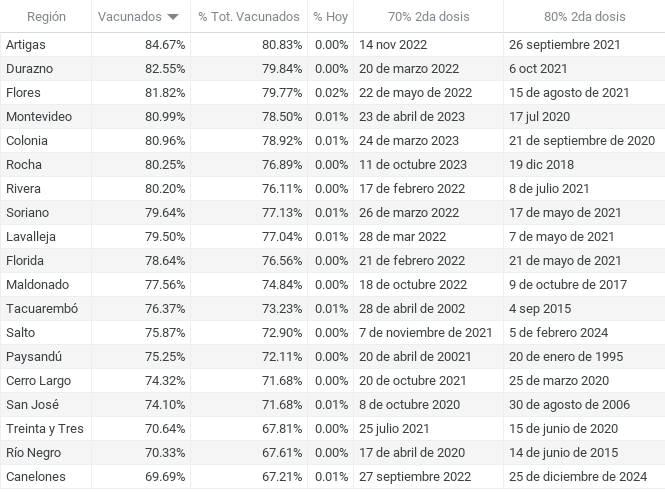 Región Vacunados % Tot. Vacunados % Hoy 70% 2da dosis 80% 2da dosis
Artigas 84.67% 80.83% 0.00% 14 nov 2022 26 septiembre 2021
Durazno 82.55% 79.84% 0.00% 20 de marzo 2022 6 oct 2021
Flores 81.82% 79.77% 0.02% 22 de mayo de 2022 15 de agosto de 2021
Montevideo 80.99% 78.50% 0.01% 23 de abril de 2023 17 jul 2020
Colonia 80.96% 78.92% 0.01% 24 de marzo 2023 21 de septiembre de 2020
Rocha 80.25% 76.89% 0.00% 11 de octubre 2023 19 dic 2018
Rivera 80.20% 76.11% 0.00% 17 de febrero 2022 8 de julio 2021
Soriano 79.64% 77.13% 0.01% 26 de marzo 2022 17 de mayo de 2021
Lavalleja 79.50% 77.04% 0.01% 28 de mar 2022 7 de mayo de 2021
Florida 78.64% 76.56% 0.00% 21 de febrero 2022 21 de mayo de 2021
Maldonado 77.56% 74.84% 0.00% 18 de octubre 2022 9 de octubre de 2017
Tacuarembó 76.37% 73.23% 0.01% 28 de abril de 2002 4 sep 2015
Salto 75.87% 72.90% 0.00% 7 de noviembre de 2021 5 de febrero 2024
Paysandú 75.25% 72.11% 0.00% 20 de abril de 20021 20 de enero de 1995
Cerro Largo 74.32% 71.68% 0.00% 20 de octubre 2021 25 de marzo 2020
San José 74.10% 71.68% 0.01% 8 de octubre 2020 30 de agosto de 2006
Treinta y Tres 70.64% 67.81% 0.00% 25 julio 2021 15 de junio de 2020
Río Negro 70.33% 67.61% 0.00% 17 de abril de 2020 14 de junio de 2015
Canelones 69.69% 67.21% 0.01% 27 septiembre 2022 25 de diciembre de 2024